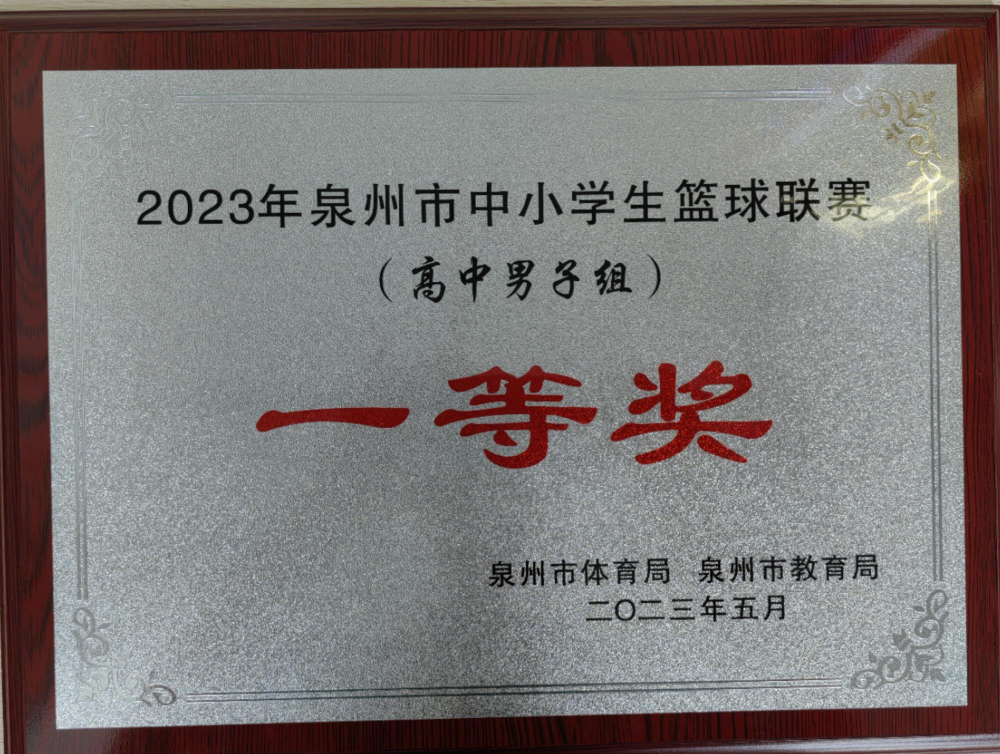 2023年泉州市中小学生篮球联赛
（高中男子组）
一等奖
泉州市体育局 泉州市教育局
二〇二三年五月